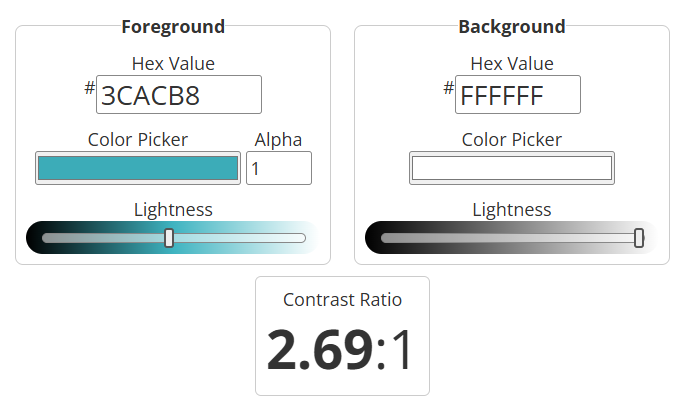 Foreground
Hex Value
#3CACB8
Color Picker
Alpha
1
Lightness
Background
Hex Value
#FFFFFF
Color Picker
Lightness
Contrast Ratio
2.69:1